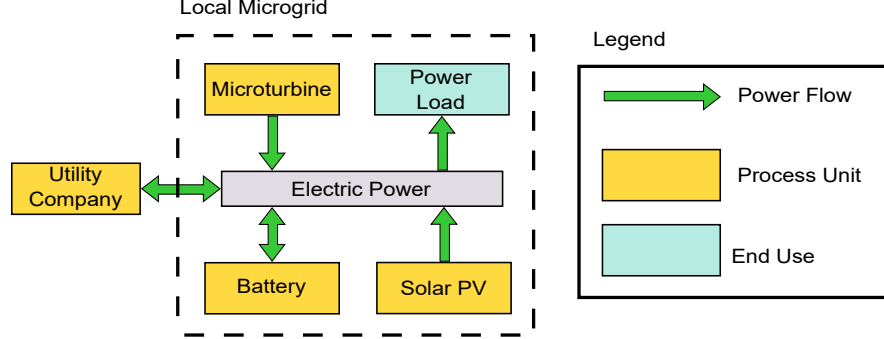 Local Microgrid
Legend
Microturbine
Power
Load
Power Flow
Utility
Company
Electric Power
Process Unit
Battery
Solar PV
End Use